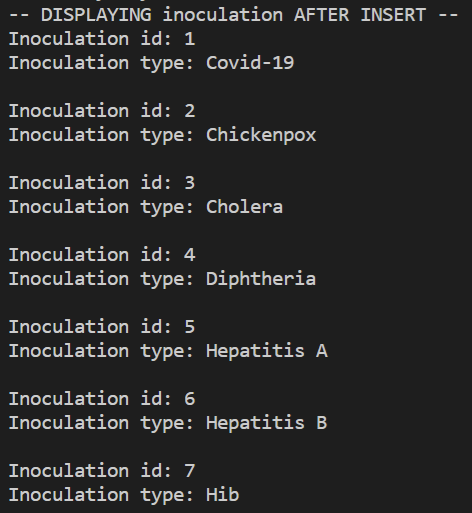 -- DISPLAYING inoculation AFTER INSERT --
Inoculation id: 1
Inoculation type: Covid-19
Inoculation id: 2
Inoculation type: Chickenpox
Inoculation id: 3
Inoculation type: Cholera
Inoculation id: 4
Inoculation type: Diphtheria
Inoculation id: 5
Inoculation type: Hepatitis A
Inoculation id: 6
Inoculation type: Hepatitis B
Inoculation id: 7
Inoculation type: Hib